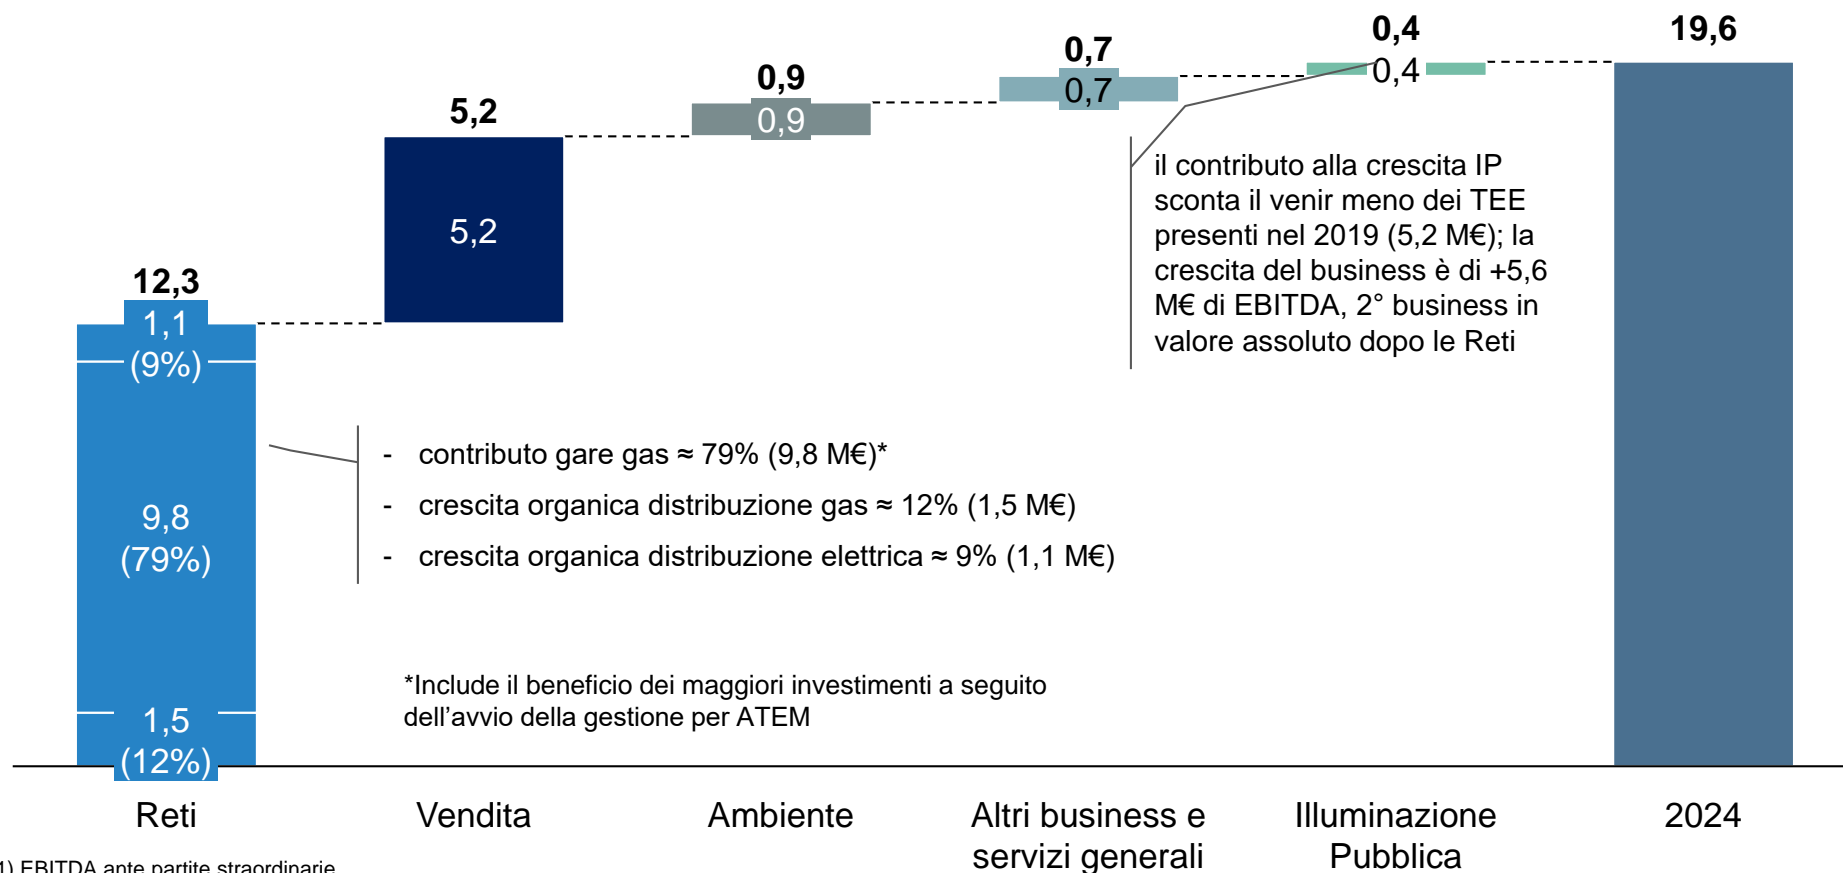 0,4
19,6
0,7
0,4
0,9
0,7
5,2
0,9
il contributo alla crescita IP
sconta il venir meno dei TEE
presenti nel 2019 (5,2 M€); la
crescita del business è di +5,6
M€ di EBITDA, 2° business in
valore assoluto dopo le Reti
5,2
12,3
1,1
(9%)
- contributo gare gas ≈ 79% (9,8 M€)*
- crescita organica distribuzione gas ≈ 12% (1,5 M€)
- crescita organica distribuzione elettrica ≈ 9% (1,1 M€)
9,8
(79%)
*Include il beneficio dei maggiori investimenti a seguito
dell’avvio della gestione per ATEM
1,5
(12%)
Reti
Vendita
Ambiente
Altri business e
servizi generali
Illuminazione
Pubblica
2024
1) EBITDA ante partite straordinarie